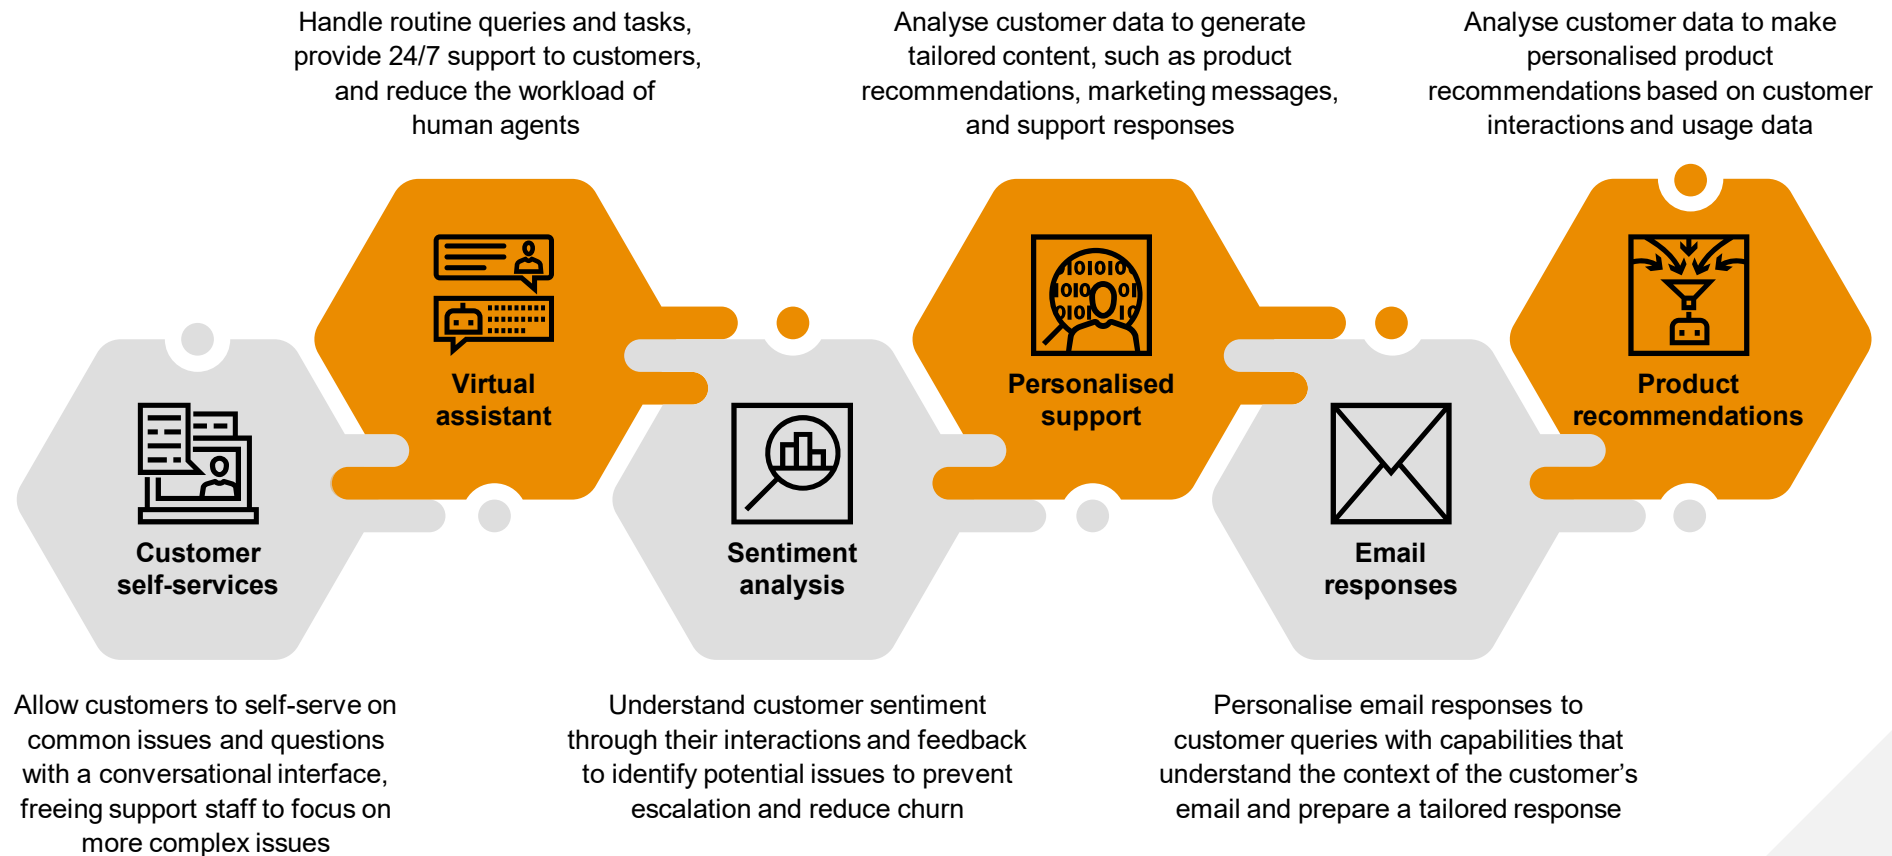 Handle routine queries and tasks,
provide 24/7 support to customers,
and reduce the workload of
human agents
Analyse customer data to generate
tailored content, such as product
recommendations, marketing messages,
and support responses
Analyse customer data to make
personalised product
recommendations based on customer
interactions and usage data
Virtual
assistant
Personalised
support
Product
recommendations
Customer
self-services
Sentiment
analysis
Email
responses
Allow customers to self-serve on
common issues and questions
with a conversational interface,
freeing support staff to focus on
more complex issues
Understand customer sentiment
through their interactions and feedback
to identify potential issues to prevent
escalation and reduce churn
Personalise email responses to
customer queries with capabilities that
understand the context of the customer’s
email and prepare a tailored response